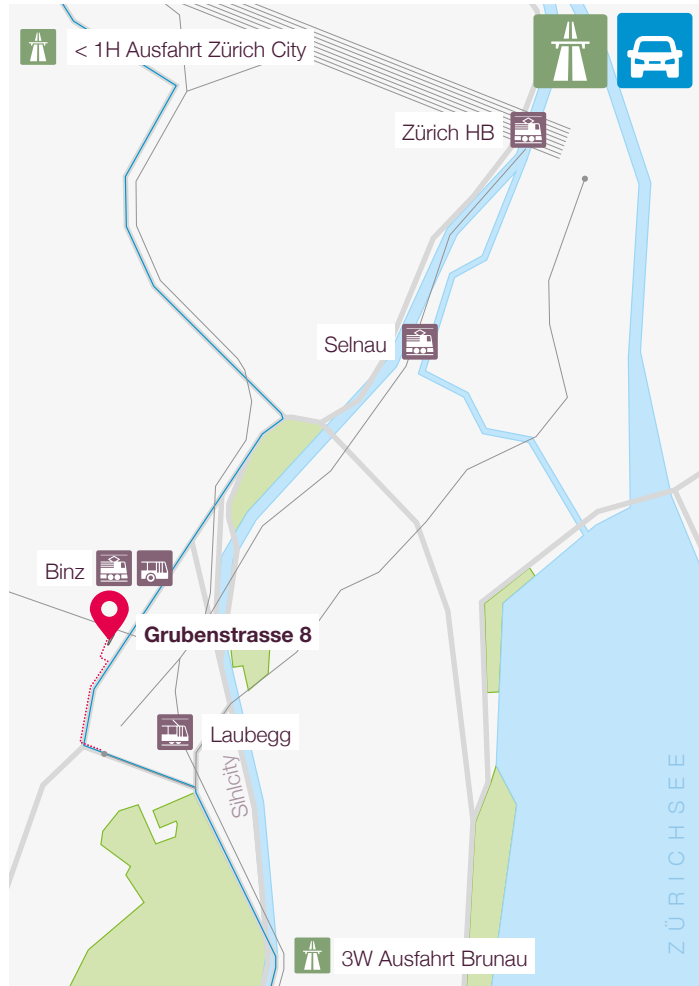 < 1H Ausfahrt Zürich City
Zürich HB
Selnau
Binz
Grubenstrasse 8
Laubegg
Sihlcity
ZÜRICHSEE
3W Ausfahrt Brunau